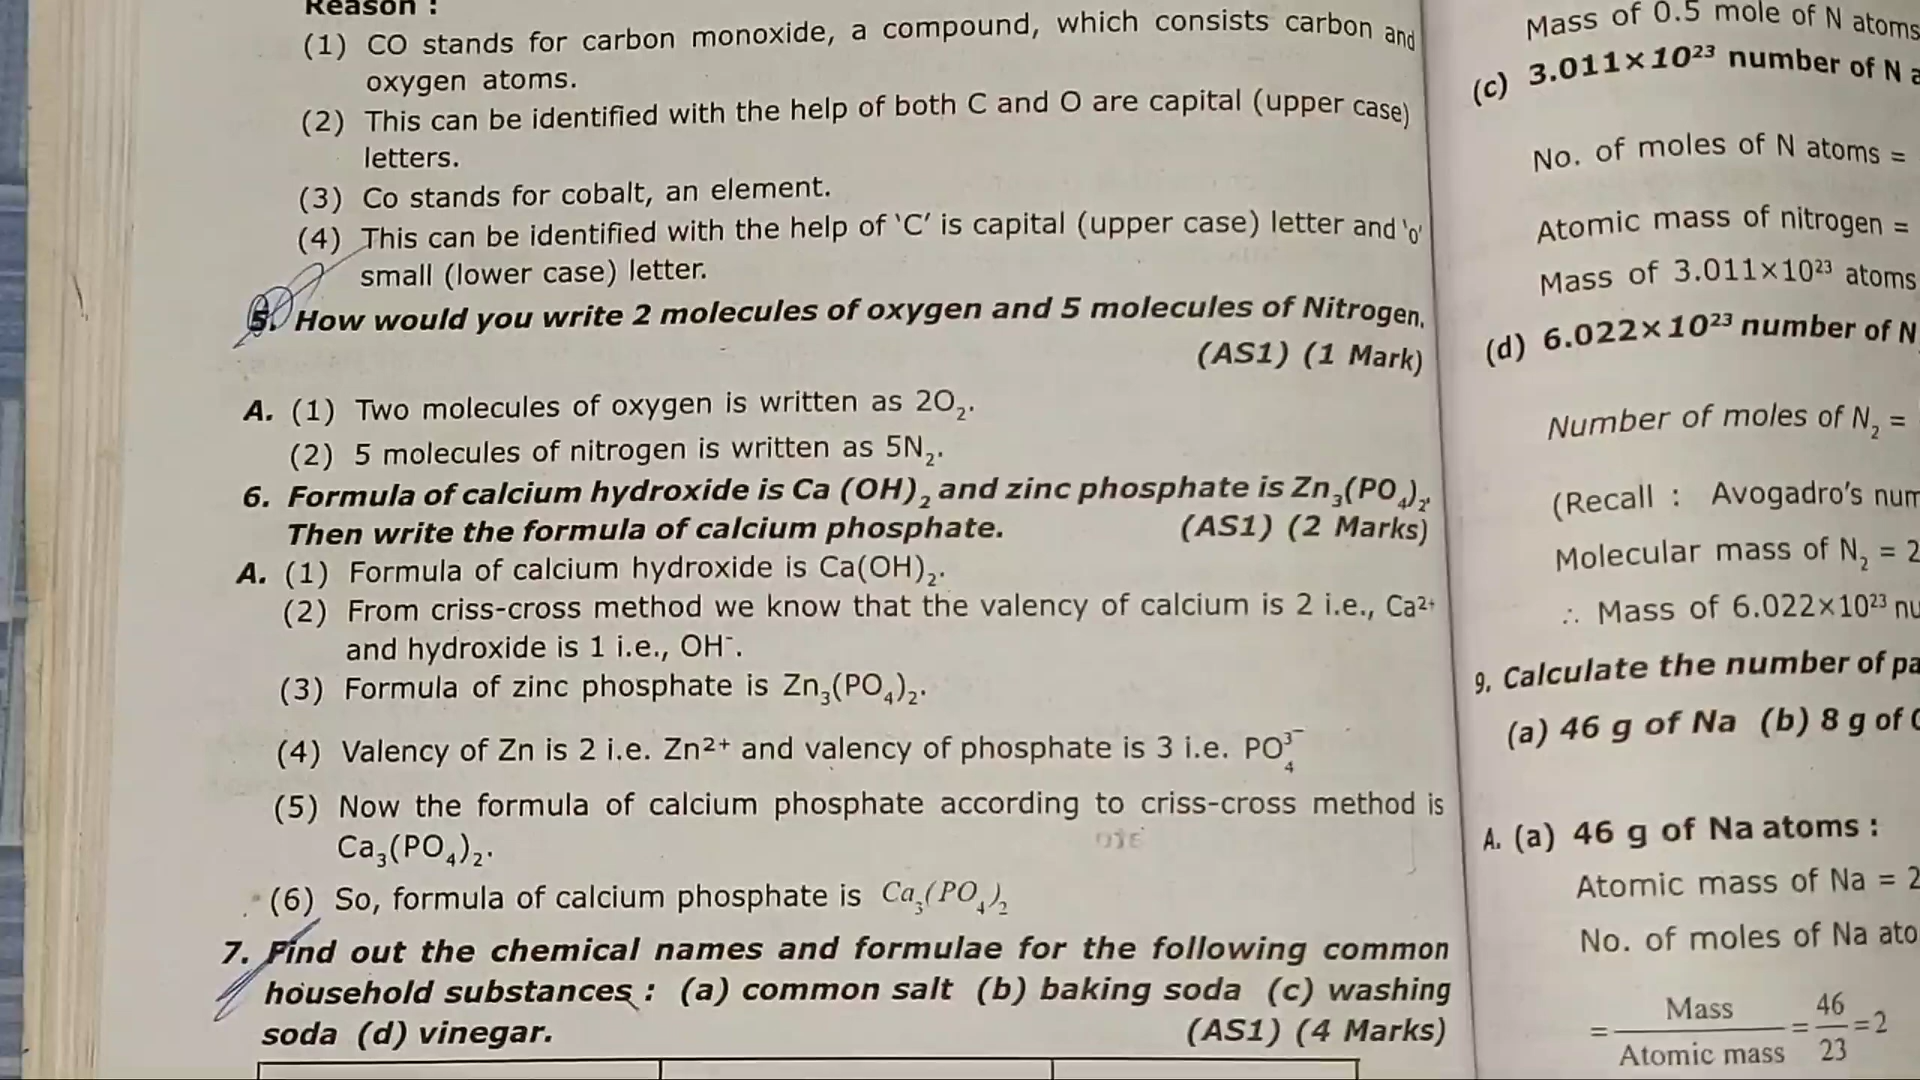 Reason :
(1) CO stands for carbon monoxide, a compound, which consists carbon and
oxygen atoms.
(2) This can be identified with the help of both C and O are capital (upper case)
letters.
(3) Co stands for cobalt, an element.
(4) This can be identified with the help of ‘C’ is capital (upper case) letter and ‘o’
small (lower case) letter.
5. How would you write 2 molecules of oxygen and 5 molecules of Nitrogen.
(AS1) (1 Mark)
A. (1) Two molecules of oxygen is written as 2O₂.
(2) 5 molecules of nitrogen is written as 5N₂.
6. Formula of calcium hydroxide is Ca (OH)₂ and zinc phosphate is Zn₃(PO₄)₂.
Then write the formula of calcium phosphate. (AS1) (2 Marks)
A. (1) Formula of calcium hydroxide is Ca(OH)₂.
(2) From criss-cross method we know that the valency of calcium is 2 i.e., Ca²⁺
and hydroxide is 1 i.e., OH⁻.
(3) Formula of zinc phosphate is Zn₃(PO₄)₂.
(4) Valency of Zn is 2 i.e. Zn²⁺ and valency of phosphate is 3 i.e. PO₄³⁻
(5) Now the formula of calcium phosphate according to criss-cross method is
Ca₃(PO₄)₂.
(6) So, formula of calcium phosphate is Ca₃(PO₄)₂
7. Find out the chemical names and formulae for the following common
household substances : (a) common salt (b) baking soda (c) washing
soda (d) vinegar. (AS1) (4 Marks)
Mass of 0.5 mole of N atoms
(c) 3.011×10²³ number of N
No. of moles of N atoms =
Atomic mass of nitrogen =
Mass of 3.011×10²³ atoms
(d) 6.022×10²³ number of N
Number of moles of N₂ =
(Recall : Avogadro’s num
Molecular mass of N₂ = 2
∴ Mass of 6.022×10²³ nu
9. Calculate the number of pa
(a) 46 g of Na (b) 8 g of
A. (a) 46 g of Na atoms :
Atomic mass of Na = 2
No. of moles of Na ato
= Mass / Atomic mass = 46 / 23 = 2